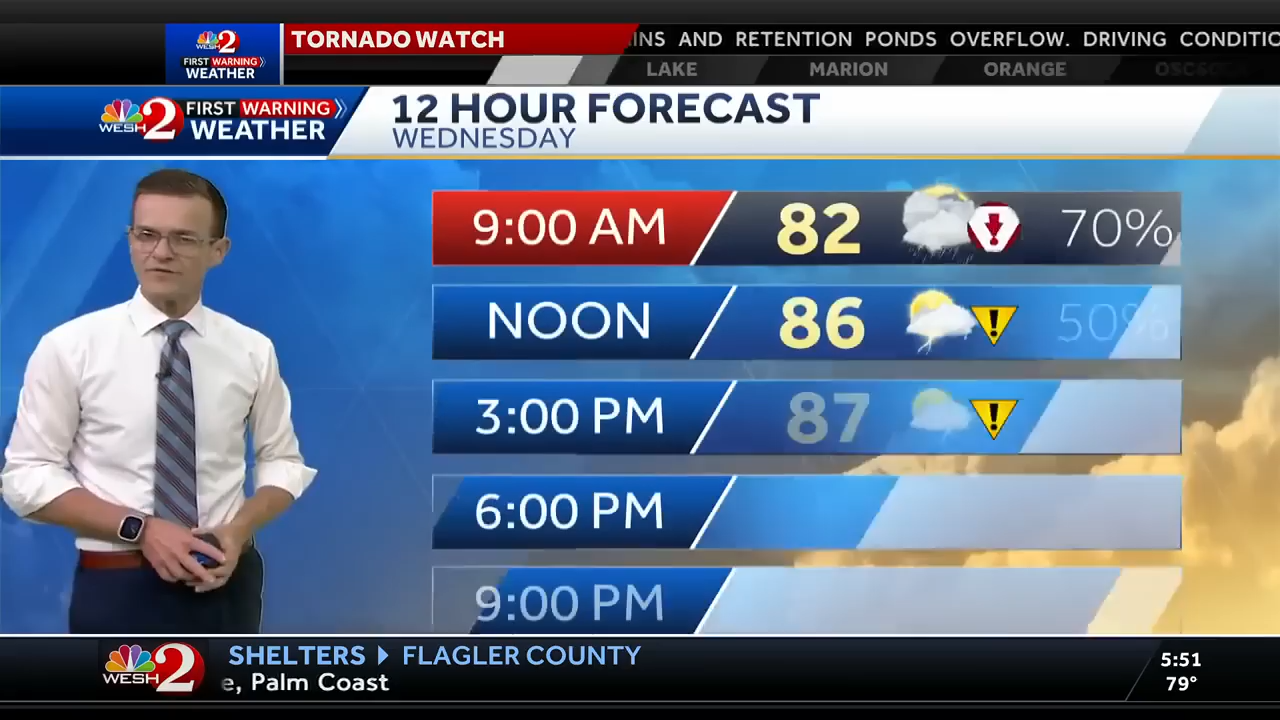 WESH 2
FIRST WARNING
WEATHER
TORNADO WATCH
AND RETENTION PONDS OVERFLOW. DRIVING
LAKE MARION ORANGE
WESH 2 FIRST WARNING
WEATHER
12 HOUR FORECAST
WEDNESDAY
9:00 AM 82 70%
NOON 86 50%
3:00 PM 87
6:00 PM
9:00 PM
WESH 2
SHELTERS FLAGLER COUNTY
e, Palm Coast
5:51
79°